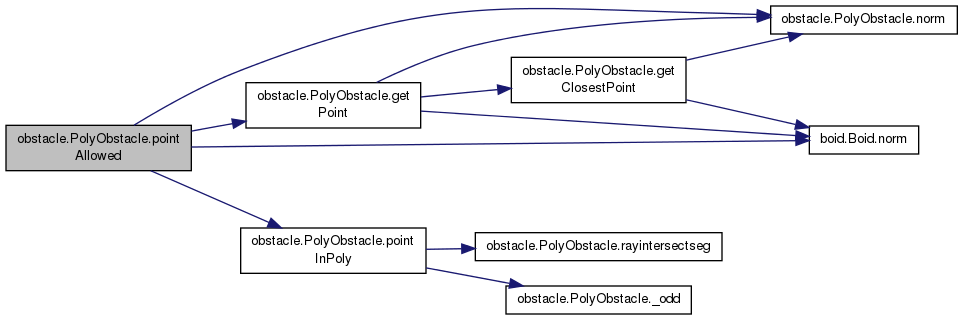 obstacle.PolyObstacle.norm
obstacle.PolyObstacle.get
ClosestPoint
obstacle.PolyObstacle.get
Point
obstacle.PolyObstacle.point
Allowed
boid.Boid.norm
obstacle.PolyObstacle.point
InPoly
obstacle.PolyObstacle.rayintersectseg
obstacle.PolyObstacle._odd